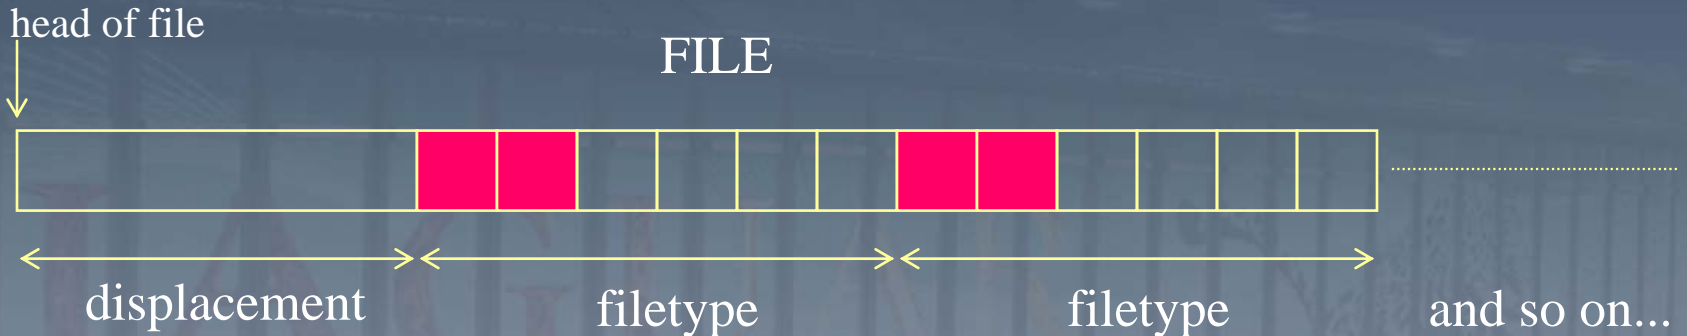 head of file
FILE
displacement
filetype
filetype
and so on...